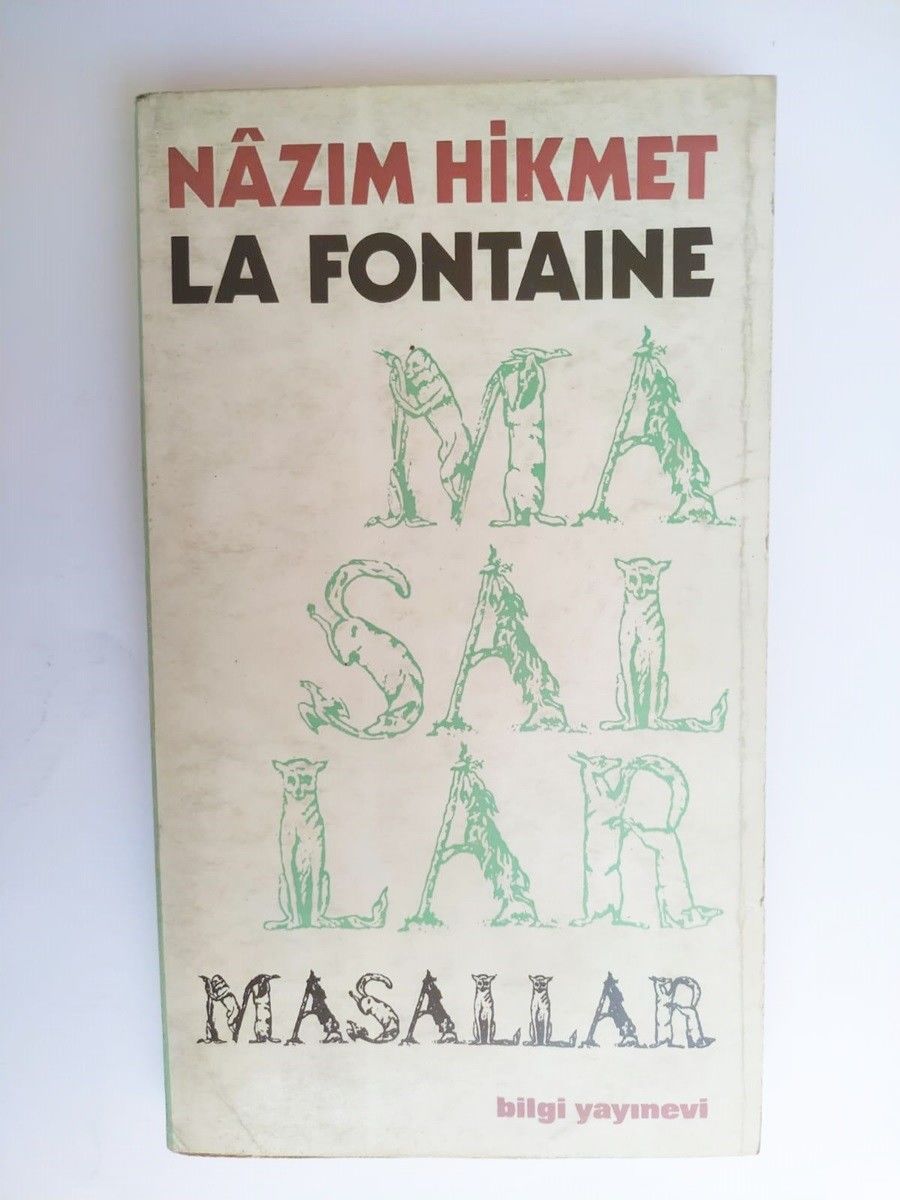 NÂZIM HİKMET
LA FONTAINE
MA
SAL
LAR
MASALLAR
bilgi yayınevi